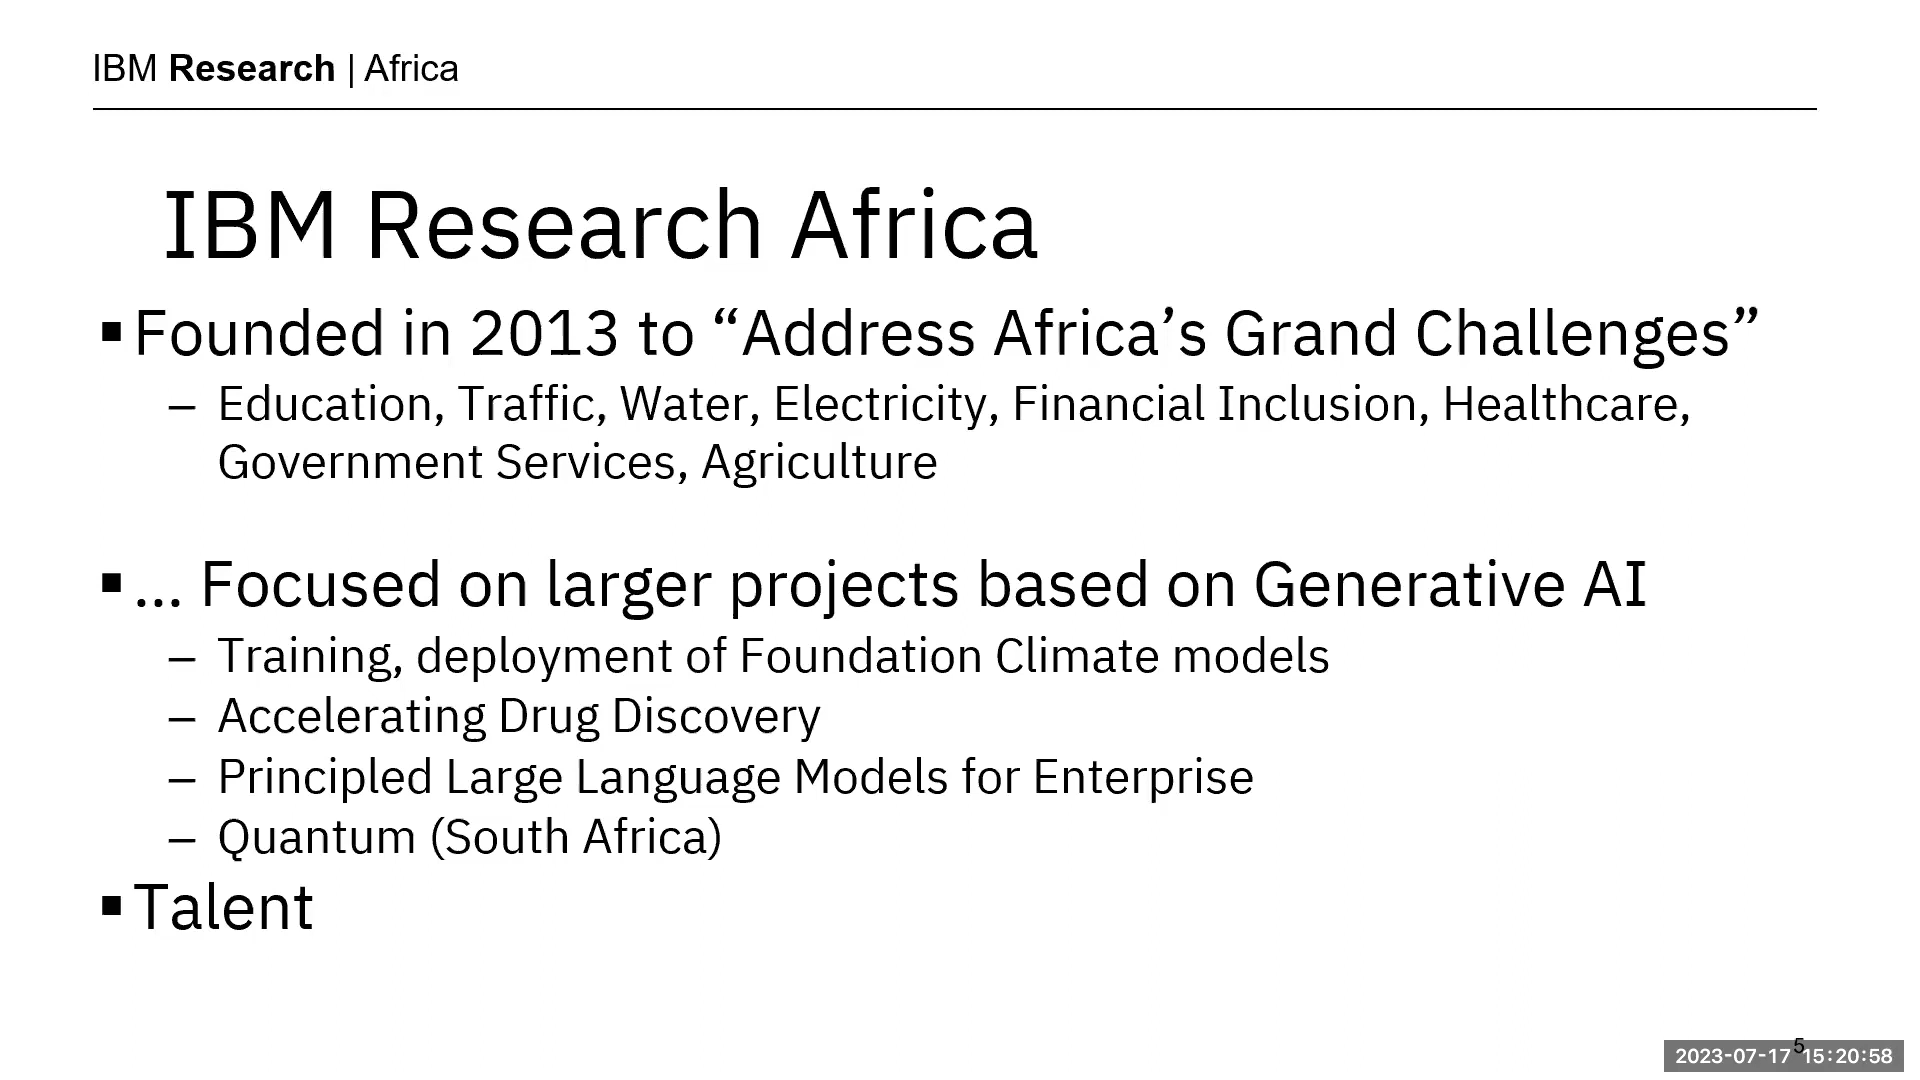 IBM Research | Africa
IBM Research Africa
▪ Founded in 2013 to “Address Africa’s Grand Challenges”
– Education, Traffic, Water, Electricity, Financial Inclusion, Healthcare,
Government Services, Agriculture
▪ ... Focused on larger projects based on Generative AI
– Training, deployment of Foundation Climate models
– Accelerating Drug Discovery
– Principled Large Language Models for Enterprise
– Quantum (South Africa)
▪ Talent
5
2023-07-17 15:20:58